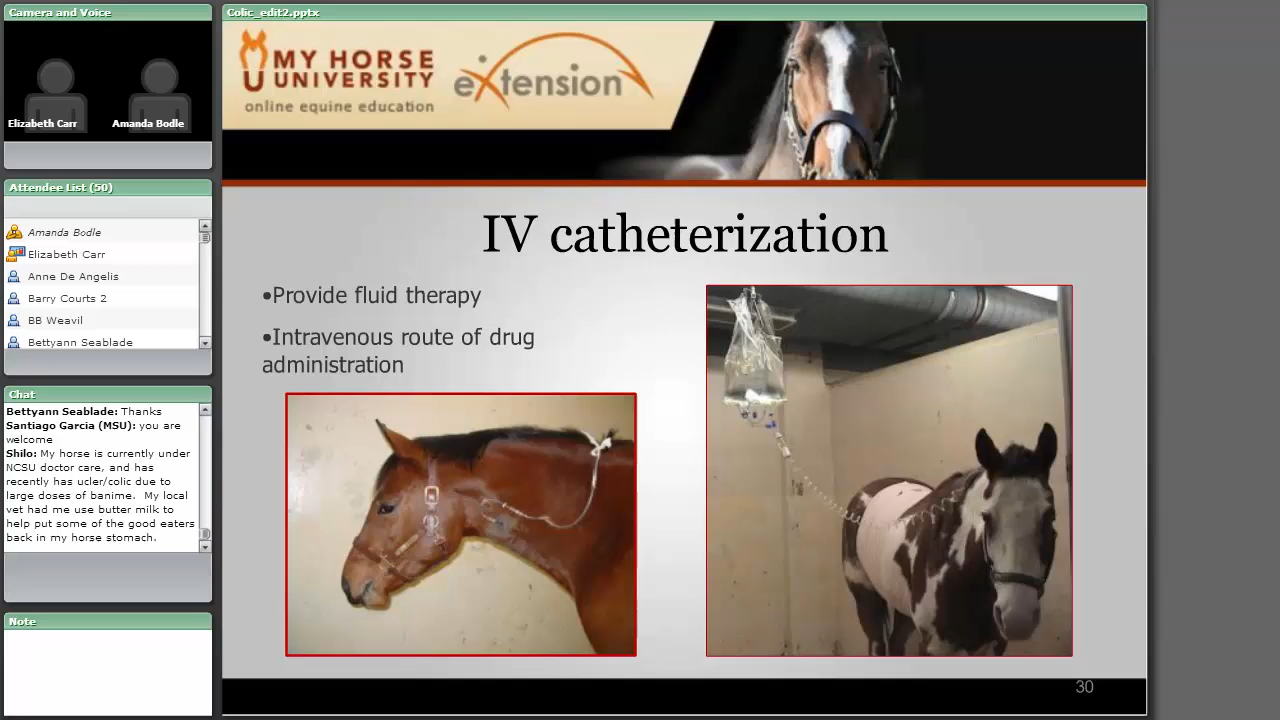 Camera and Voice
Elizabeth Carr
Amanda Bodle
Attendee List (50)
Amanda Bodle
Elizabeth Carr
Anne De Angelis
Barry Courts 2
BB Weavil
Bettyann Seablade
Chat
Bettyann Seablade: Thanks
Santiago Garcia (MSU): you are
welcome
Shilo: My horse is currently under
NCSU doctor care, and has
recently has ucler/colic due to
large doses of banime.  My local
vet had me use butter milk to
help put some of the good eaters
back in my horse stomach.
Note
Colic_edit2.pptx
MY HORSE
UNIVERSITY
online equine education
eXtension
IV catheterization
•Provide fluid therapy
•Intravenous route of drug
administration
30